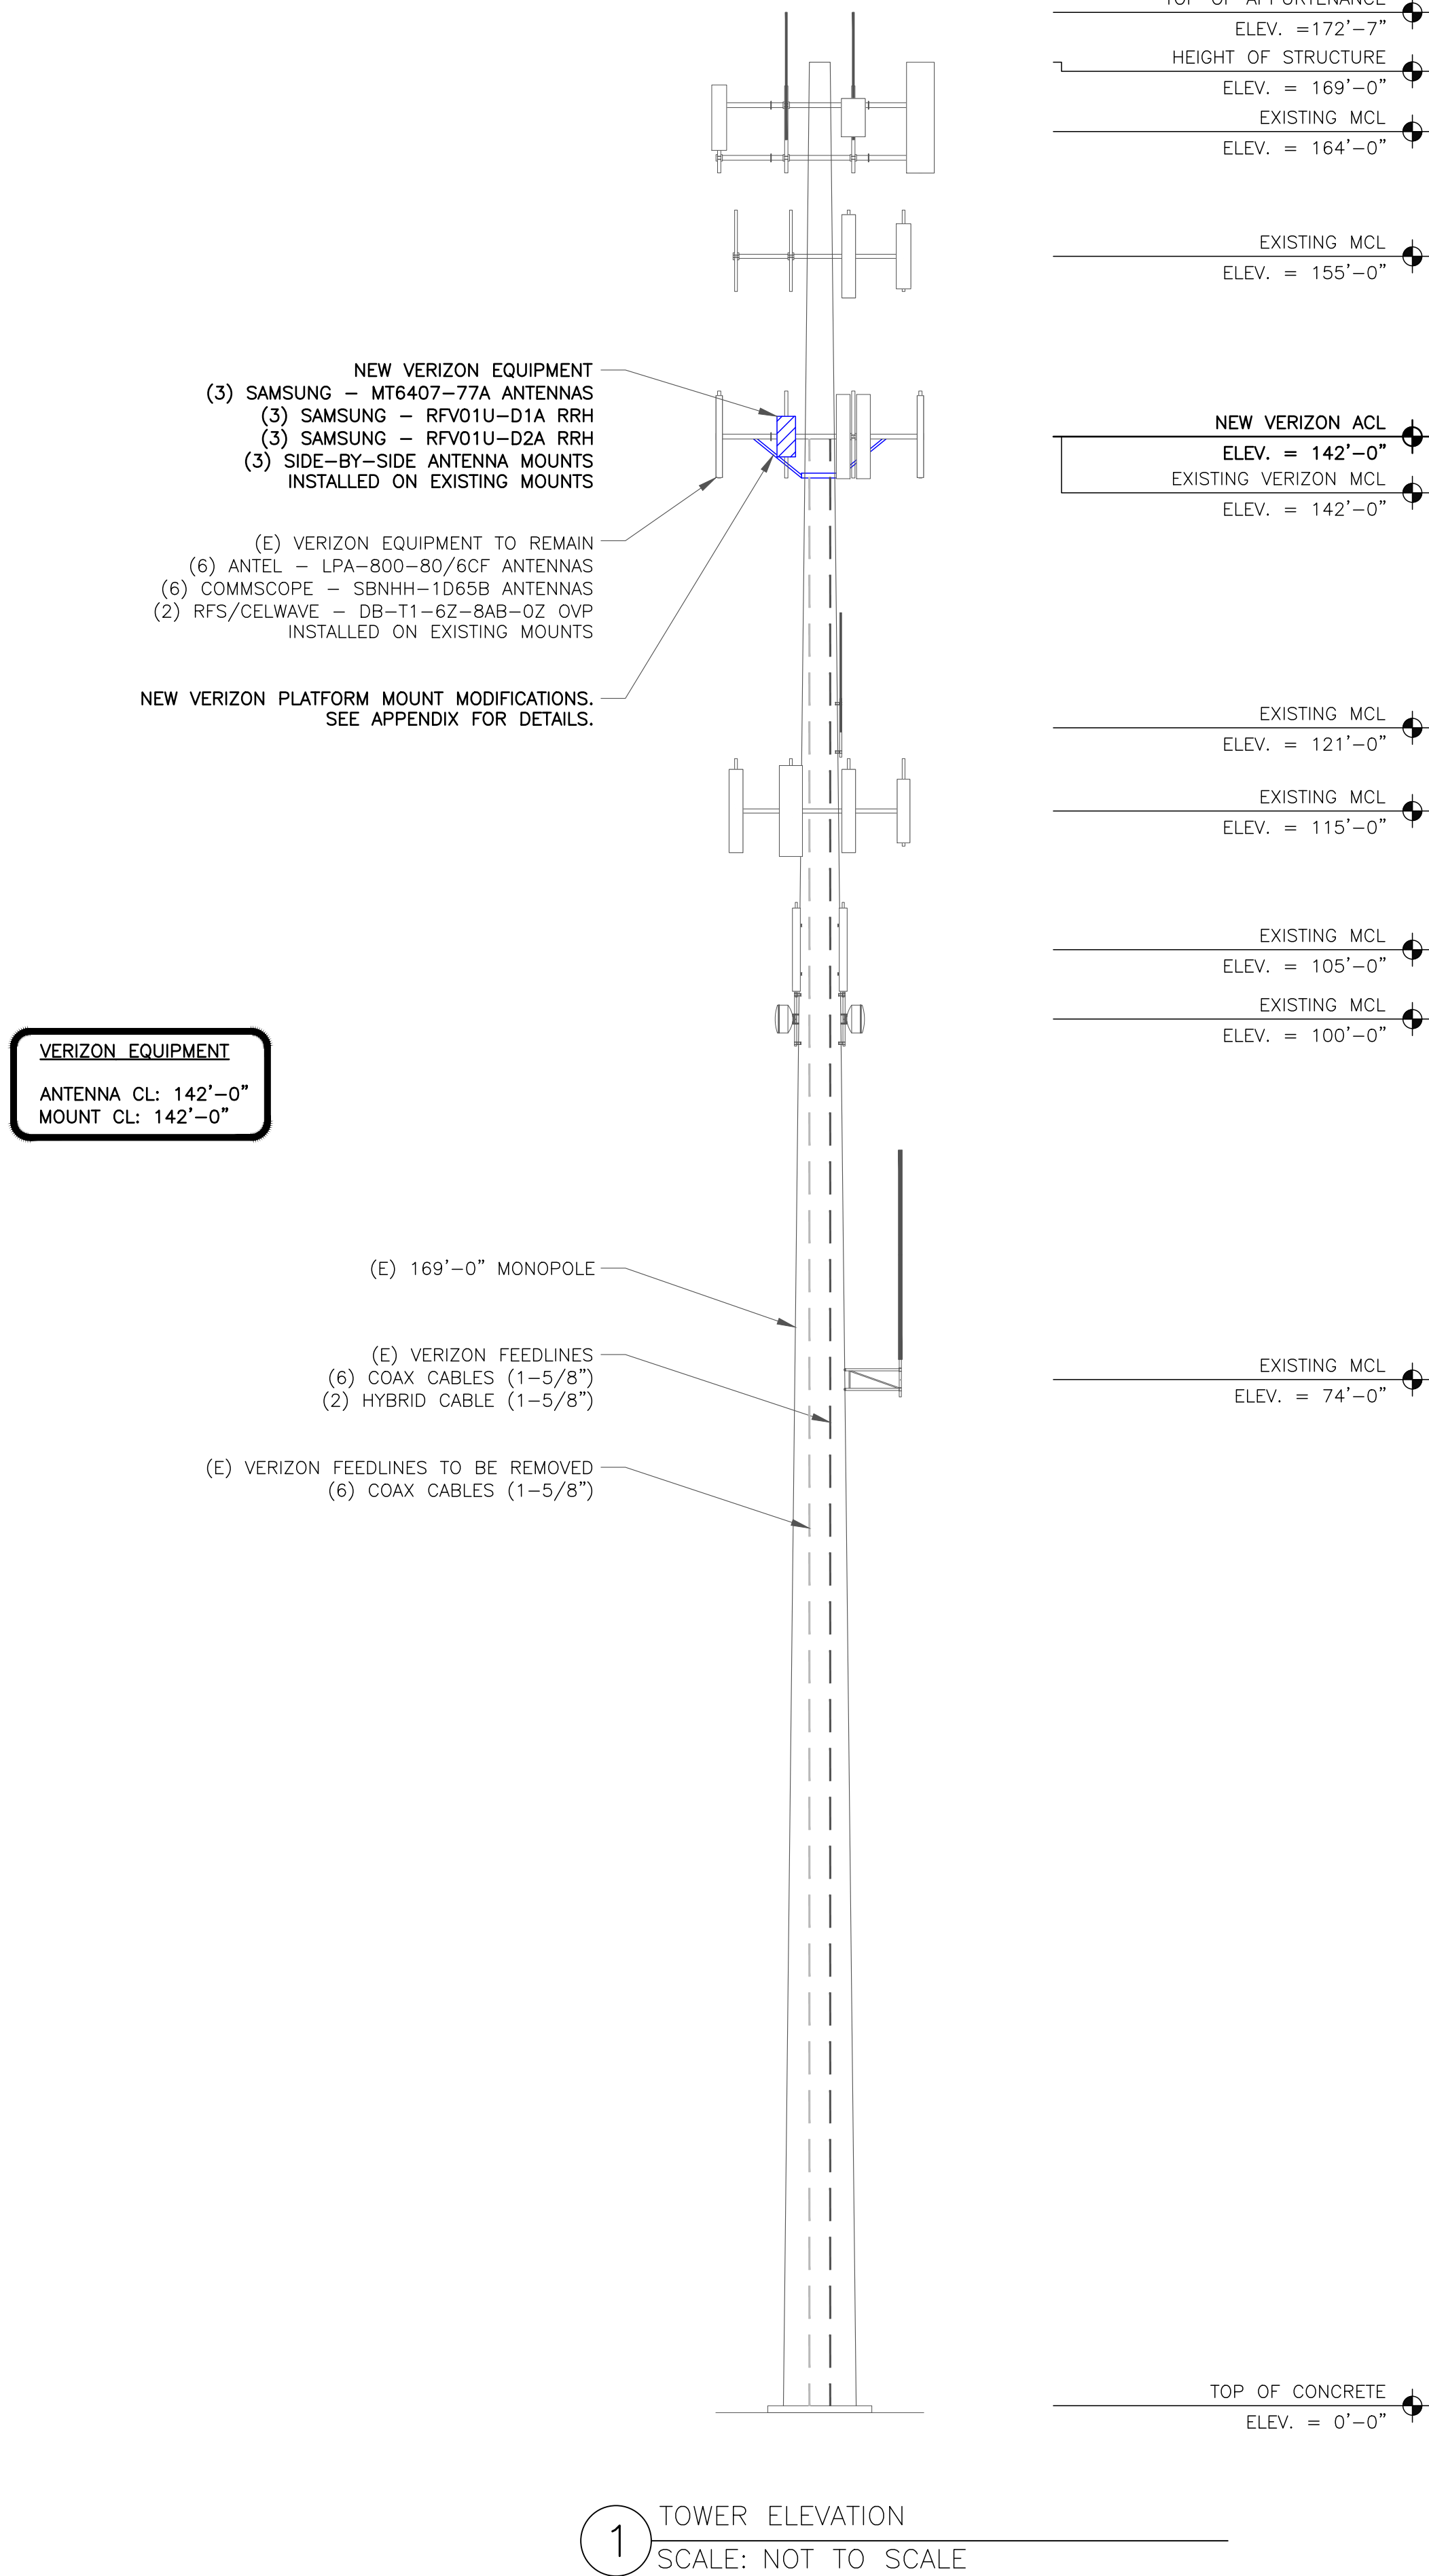 TOP OF APPURTENANCE
ELEV. =172'-7"
HEIGHT OF STRUCTURE
ELEV. = 169'-0"
EXISTING MCL
ELEV. = 164'-0"
EXISTING MCL
ELEV. = 155'-0"
NEW VERIZON EQUIPMENT
(3) SAMSUNG - MT6407-77A ANTENNAS
(3) SAMSUNG - RFV01U-D1A RRH
(3) SAMSUNG - RFV01U-D2A RRH
(3) SIDE-BY-SIDE ANTENNA MOUNTS
INSTALLED ON EXISTING MOUNTS
NEW VERIZON ACL
ELEV. = 142'-0"
EXISTING VERIZON MCL
ELEV. = 142'-0"
(E) VERIZON EQUIPMENT TO REMAIN
(6) ANTEL - LPA-800-80/6CF ANTENNAS
(6) COMMSCOPE - SBNHH-1D65B ANTENNAS
(2) RFS/CELWAVE - DB-T1-6Z-8AB-0Z OVP
INSTALLED ON EXISTING MOUNTS
NEW VERIZON PLATFORM MOUNT MODIFICATIONS.
SEE APPENDIX FOR DETAILS.
EXISTING MCL
ELEV. = 121'-0"
EXISTING MCL
ELEV. = 115'-0"
EXISTING MCL
ELEV. = 105'-0"
EXISTING MCL
ELEV. = 100'-0"
VERIZON EQUIPMENT
ANTENNA CL: 142'-0"
MOUNT CL: 142'-0"
(E) 169'-0" MONOPOLE
(E) VERIZON FEEDLINES
(6) COAX CABLES (1-5/8")
(2) HYBRID CABLE (1-5/8")
EXISTING MCL
ELEV. = 74'-0"
(E) VERIZON FEEDLINES TO BE REMOVED
(6) COAX CABLES (1-5/8")
TOP OF CONCRETE
ELEV. = 0'-0"
1
TOWER ELEVATION
SCALE: NOT TO SCALE